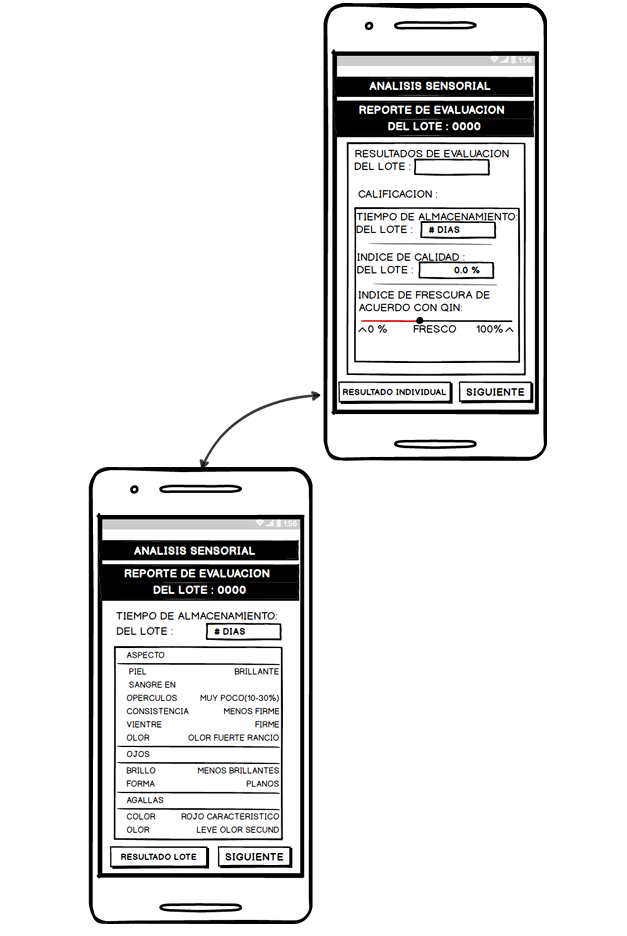 1:56
ANALISIS SENSORIAL
REPORTE DE EVALUACION
DEL LOTE : 0000
RESULTADOS DE EVALUACION
DEL LOTE :
CALIFICACION :
TIEMPO DE ALMACENAMIENTO:
DEL LOTE : # DIAS
INDICE DE CALIDAD :
DEL LOTE : 0.0 %
INDICE DE FRESCURA DE
ACUERDO CON QIN:
0 % FRESCO 100%
RESULTADO INDIVIDUAL SIGUIENTE
1:56
ANALISIS SENSORIAL
REPORTE DE EVALUACION
DEL LOTE : 0000
TIEMPO DE ALMACENAMIENTO:
DEL LOTE : # DIAS
ASPECTO
PIEL BRILLANTE
SANGRE EN
OPERCULOS MUY POCO(10-30%)
CONSISTENCIA MENOS FIRME
VIENTRE FIRME
OLOR OLOR FUERTE RANCIO
OJOS
BRILLO MENOS BRILLANTES
FORMA PLANOS
AGALLAS
COLOR ROJO CARACTERISTICO
OLOR LEVE OLOR SECUND
RESULTADO LOTE SIGUIENTE